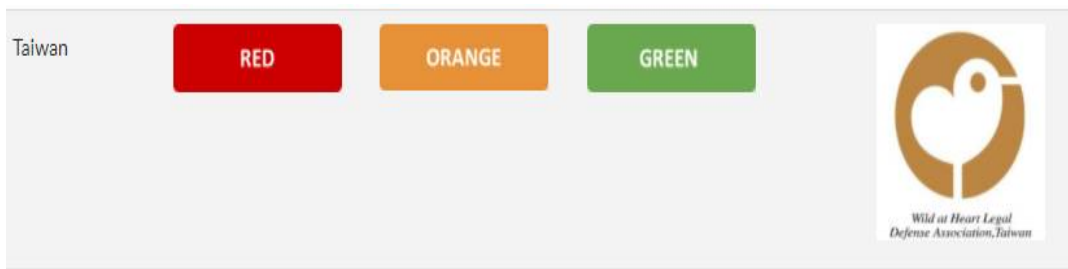 Taiwan
RED
ORANGE
GREEN
Wild at Heart Legal
Defense Association,Taiwan